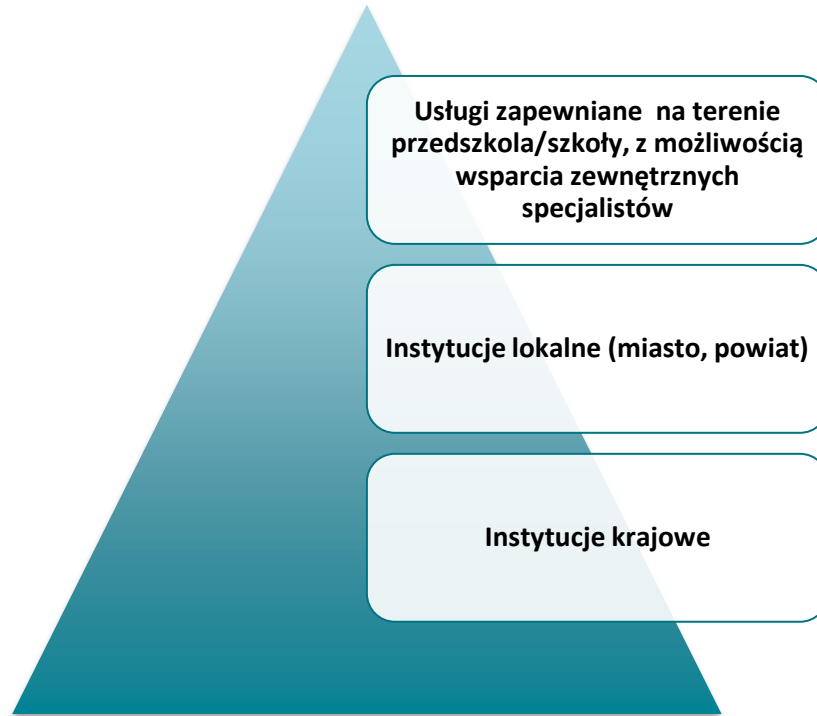 Usługi zapewniane na terenie
przedszkola/szkoły, z możliwością
wsparcia zewnętrznych
specjalistów
Instytucje lokalne (miasto, powiat)
Instytucje krajowe